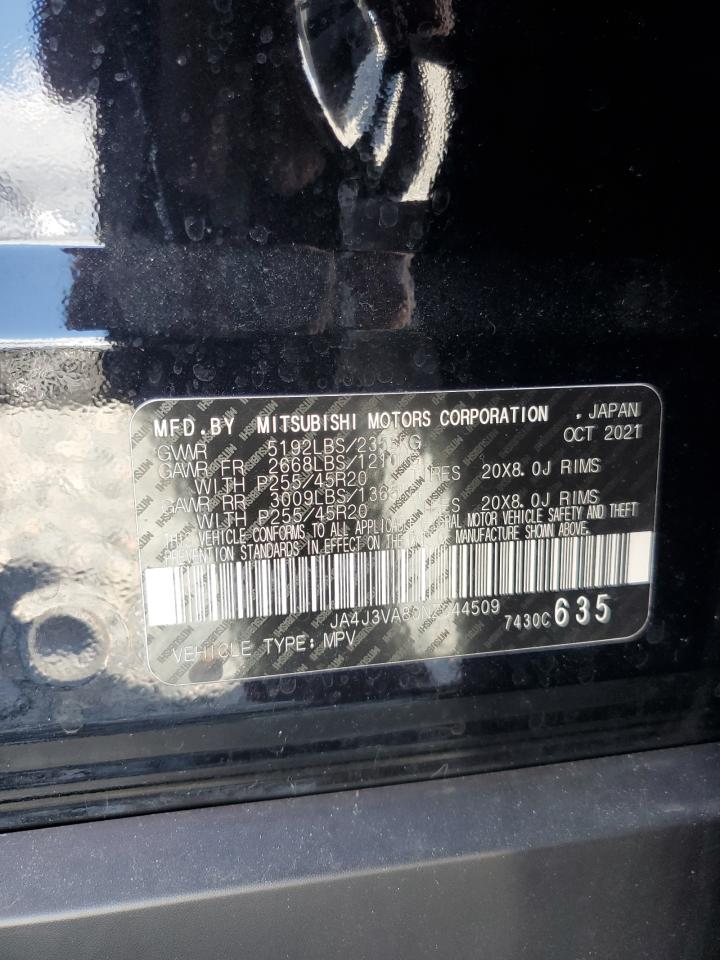 MFD.BY MITSUBISHI MOTORS CORPORATION , JAPAN
GVWR 5192LBS/ OCT 2021
GAWR FR 2668LBS/
WITH P255/45R20 20X8.0J RIMS
GAWR RR 3009LBS/
WITH P255/45R20 20X8.0J RIMS
THIS VEHICLE CONFORMS TO ALL MOTOR VEHICLE SAFETY AND THEFT
PREVENTION STANDARDS IN EFFECT ON THE MANUFACTURE SHOWN ABOVE.
7430C 635
VEHICLE TYPE: MPV